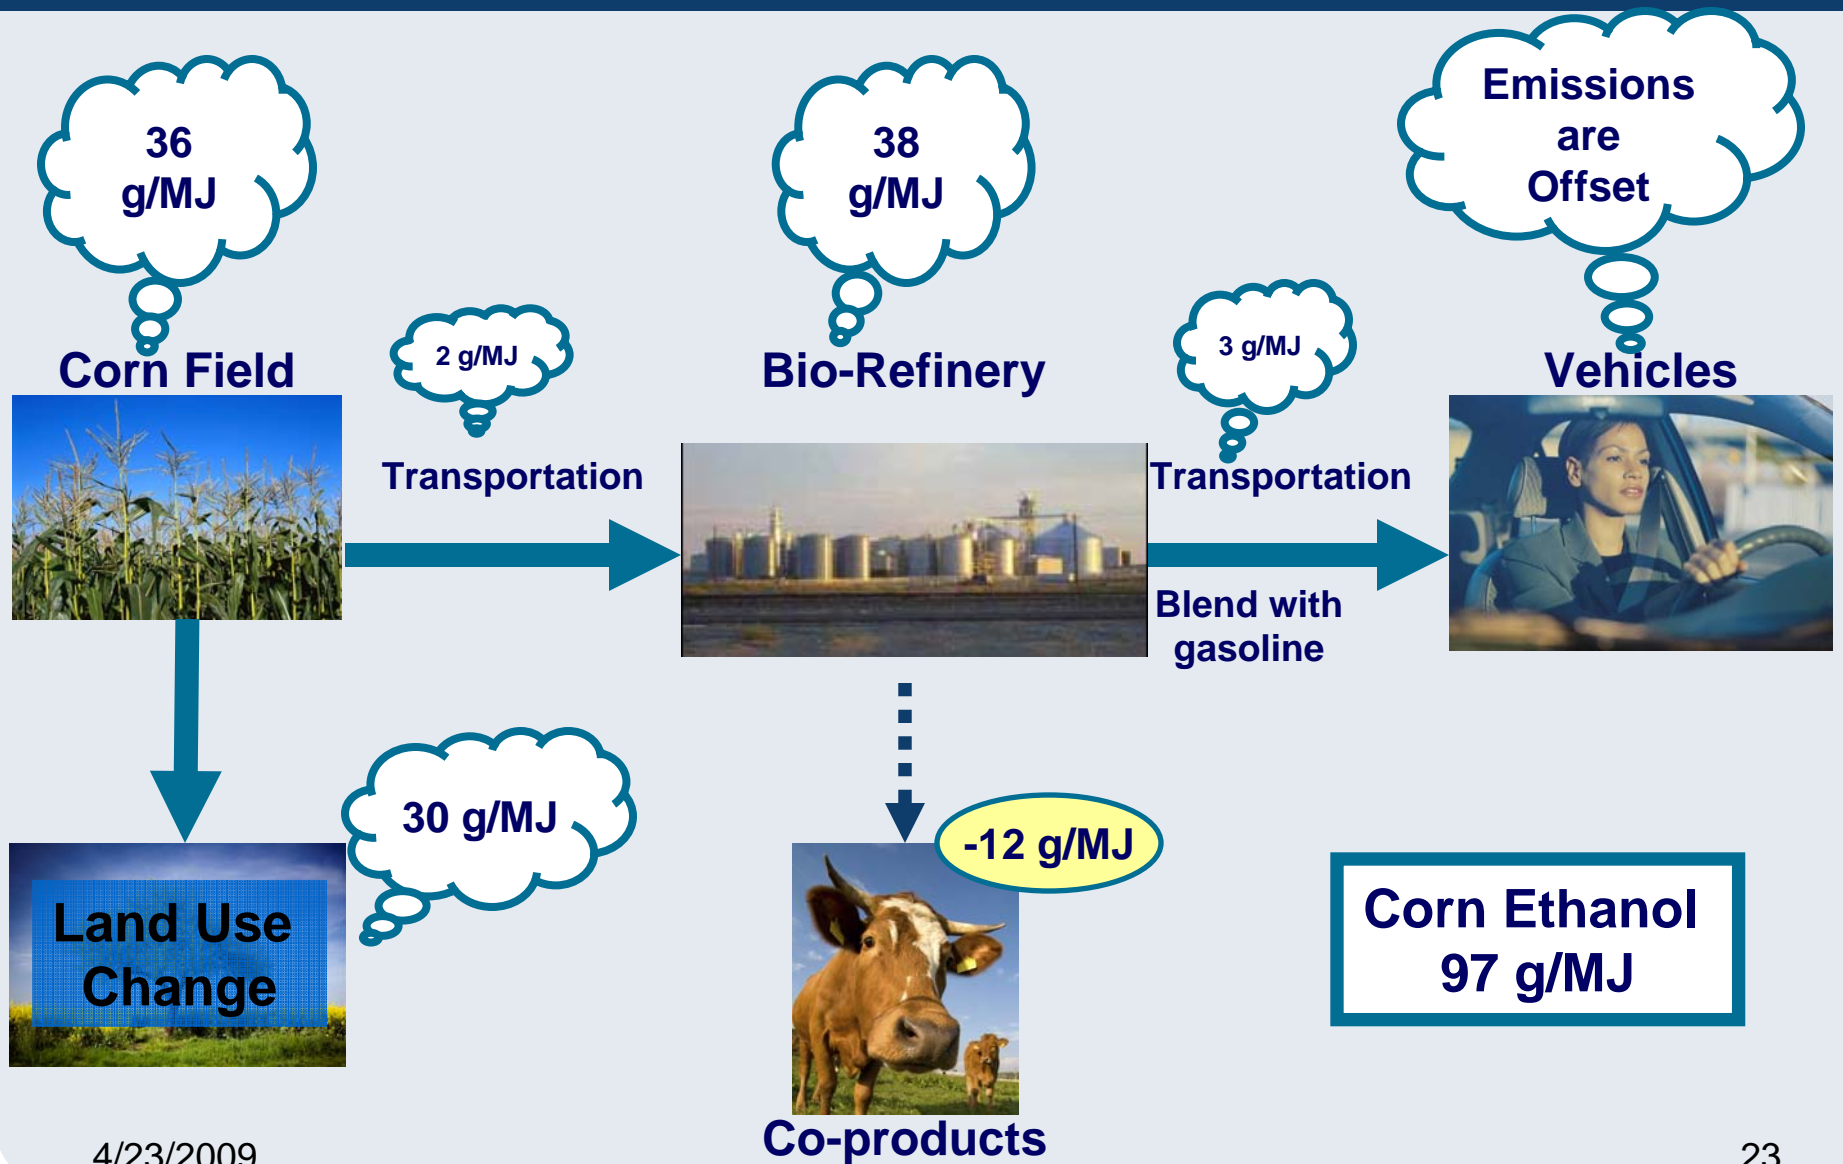 36
g/MJ
38
g/MJ
Emissions
are
Offset
2 g/MJ
3 g/MJ
Corn Field
Bio-Refinery
Vehicles
Transportation
Transportation
Blend with
gasoline
30 g/MJ
-12 g/MJ
Land Use
Change
Corn Ethanol
97 g/MJ
Co-products
4/23/2009
23